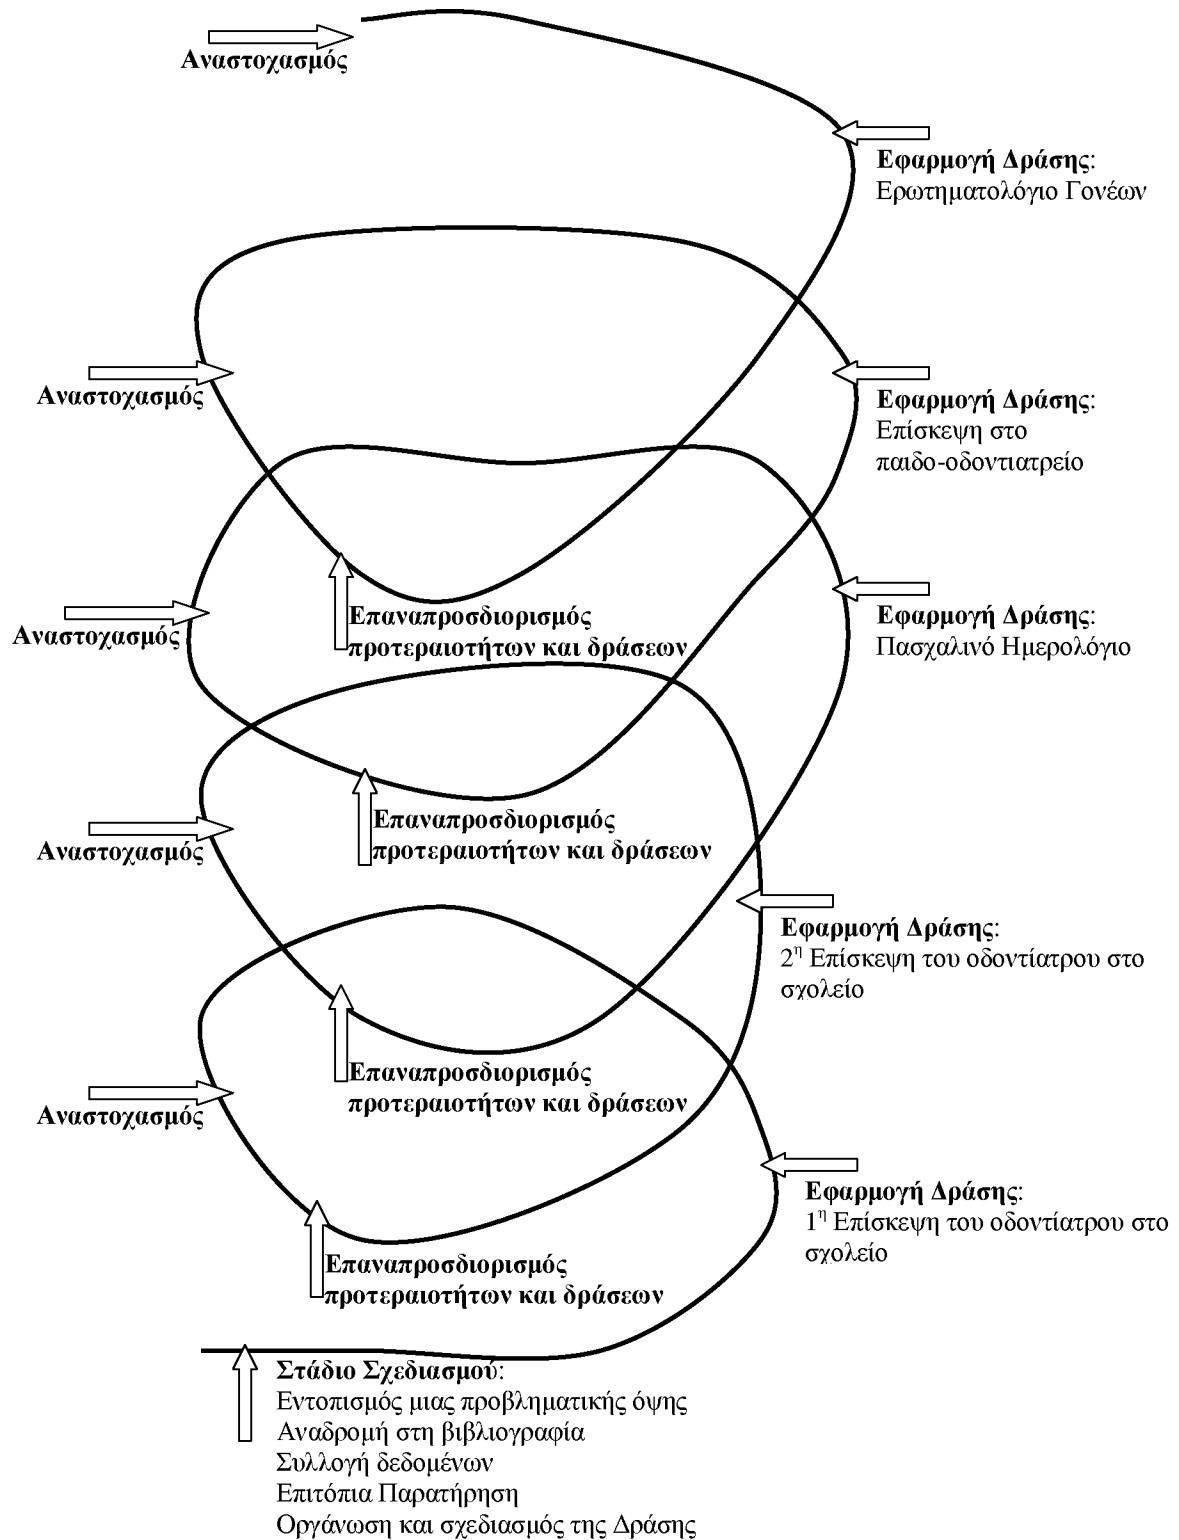 Αναστοχασμός
Εφαρμογή Δράσης:
Ερωτηματολόγιο Γονέων
Αναστοχασμός
Εφαρμογή Δράσης:
Επίσκεψη στο
παιδο-οδοντιατρείο
Επαναπροσδιορισμός
προτεραιοτήτων και δράσεων
Αναστοχασμός
Εφαρμογή Δράσης:
Πασχαλινό Ημερολόγιο
Επαναπροσδιορισμός
προτεραιοτήτων και δράσεων
Αναστοχασμός
Εφαρμογή Δράσης:
2η Επίσκεψη του οδοντίατρου στο
σχολείο
Επαναπροσδιορισμός
προτεραιοτήτων και δράσεων
Αναστοχασμός
Εφαρμογή Δράσης:
1η Επίσκεψη του οδοντίατρου στο
σχολείο
Επαναπροσδιορισμός
προτεραιοτήτων και δράσεων
Στάδιο Σχεδιασμού:
Εντοπισμός μιας προβληματικής όψης
Αναδρομή στη βιβλιογραφία
Συλλογή δεδομένων
Επιτόπια Παρατήρηση
Οργάνωση και σχεδιασμός της Δράσης